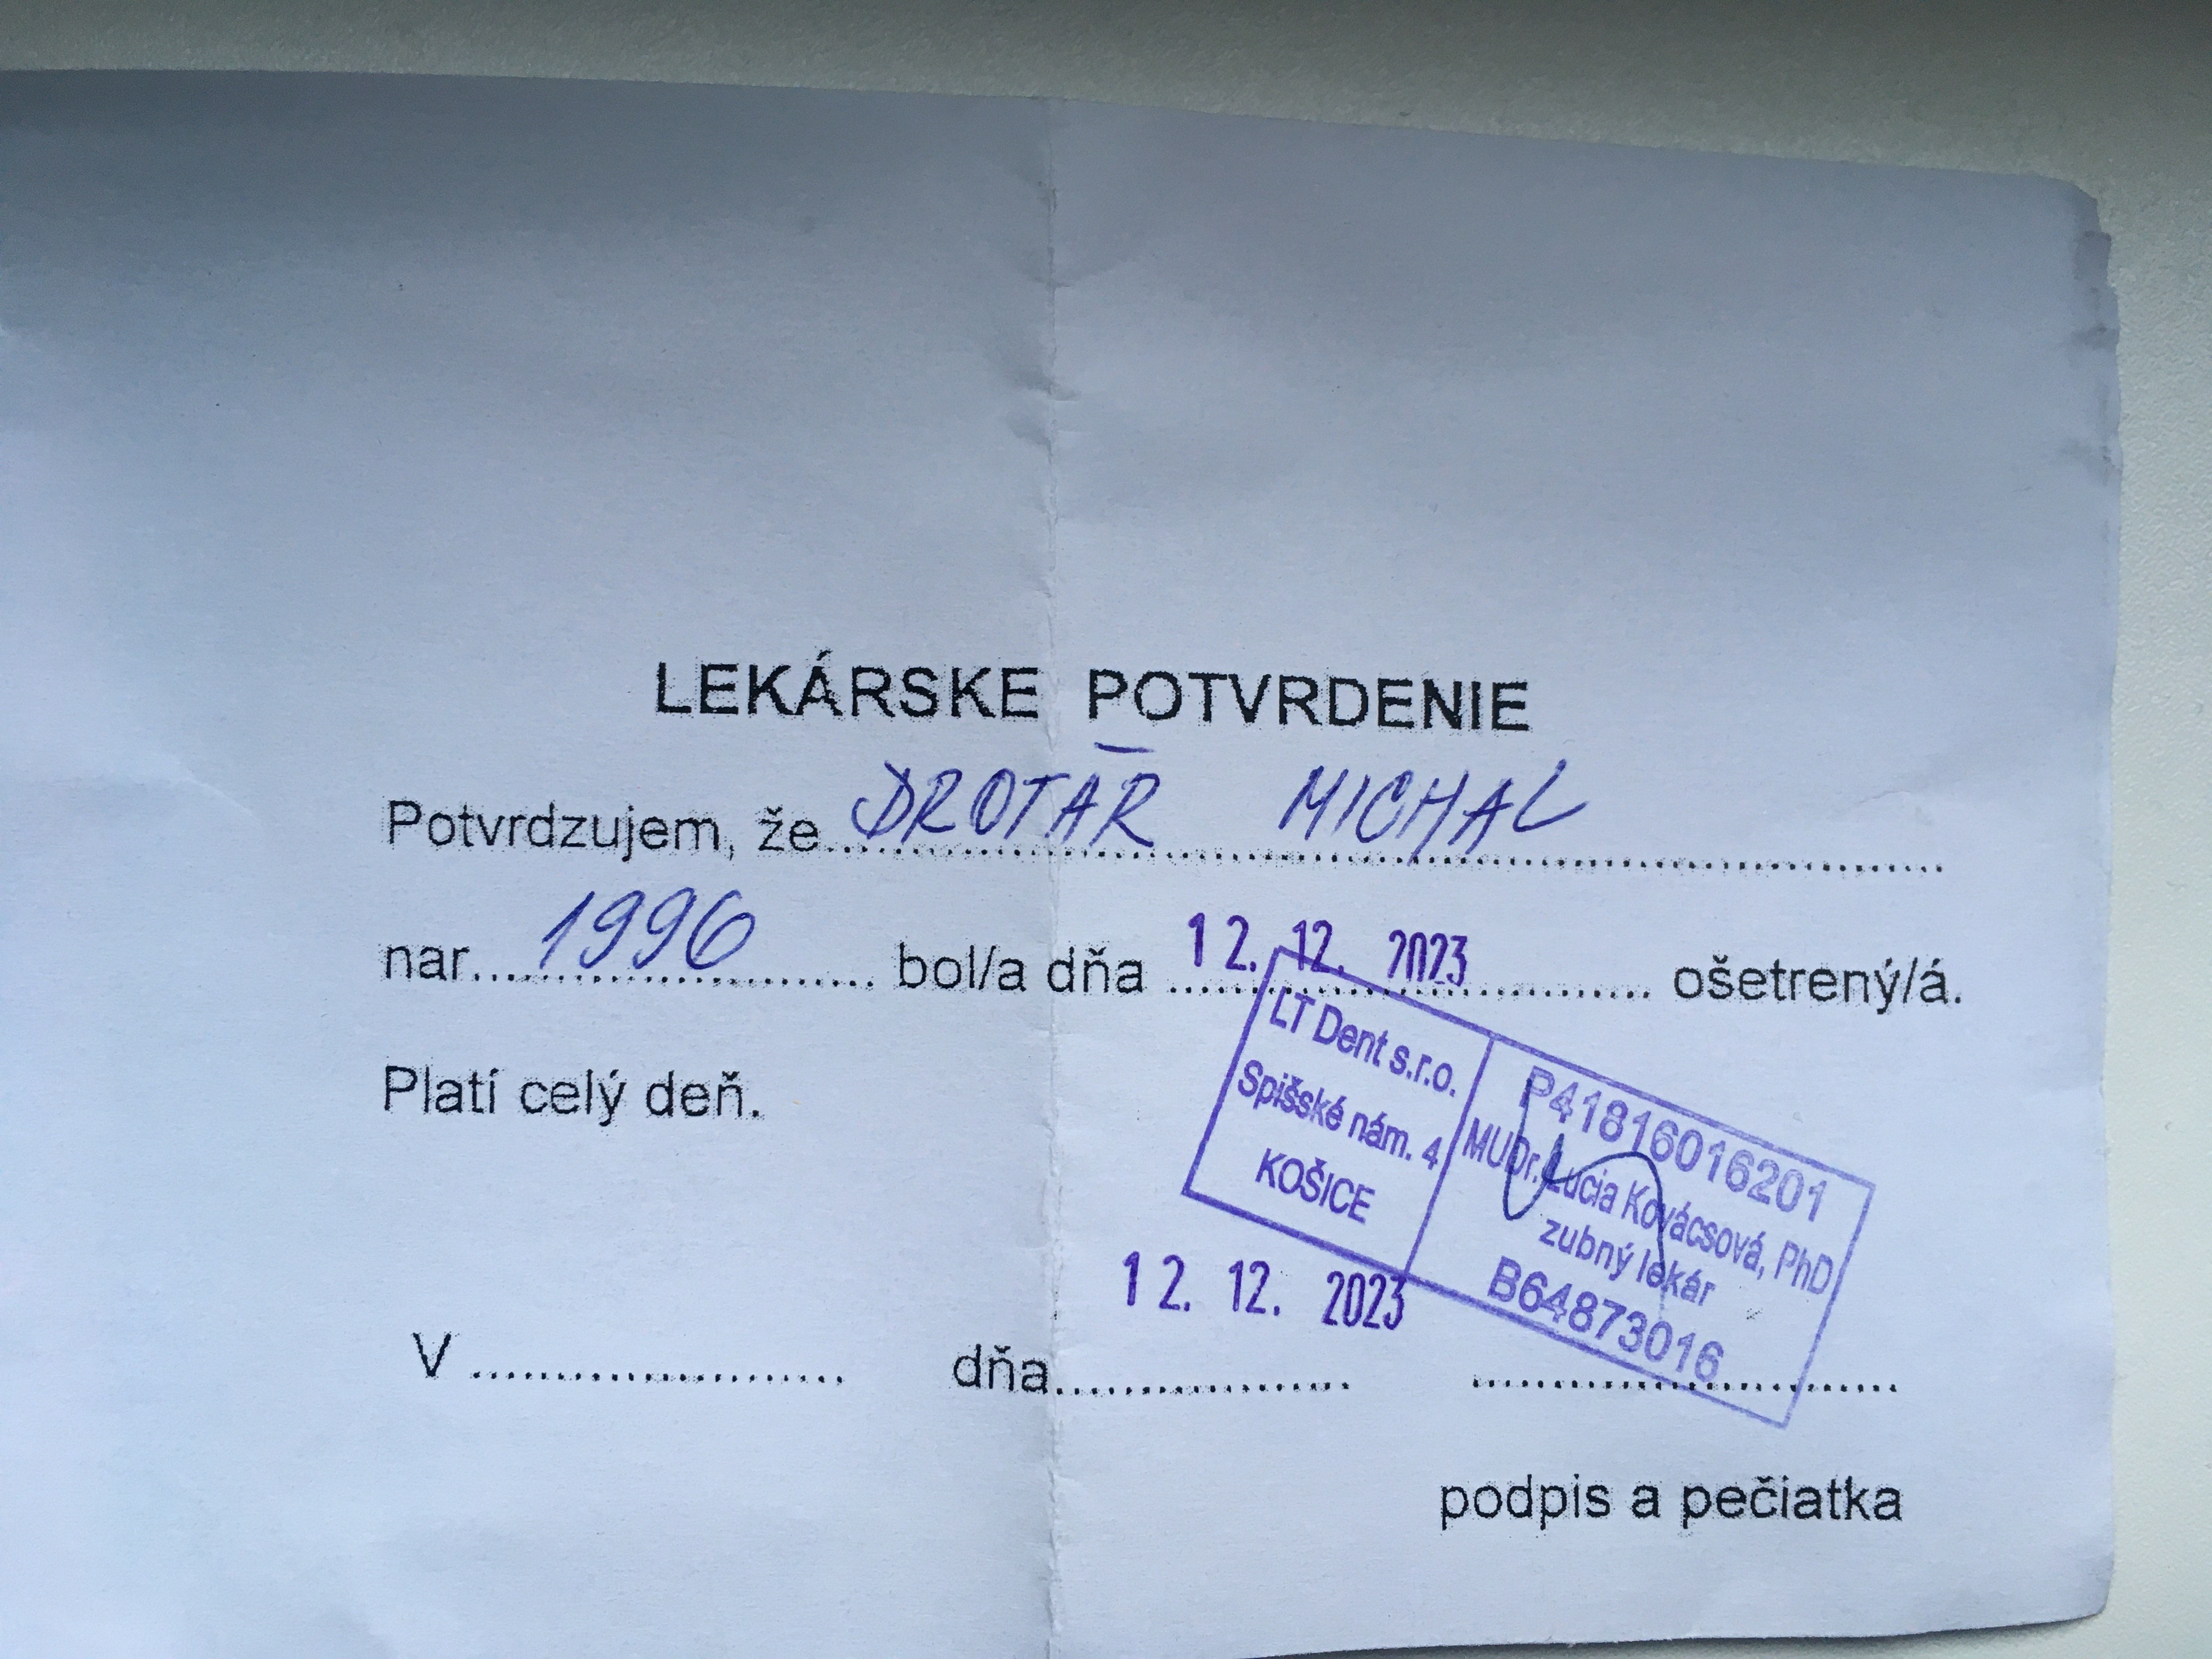 LEKÁRSKE POTVRDENIE
Potvrdzujem, že DROTÁR MICHAL
nar. 1996 bol/a dňa 12. 12. 2023 ošetrený/á.
Platí celý deň.
LT Dent s.r.o.
Spišské nám. 4
KOŠICE
P41816016201
MUDr. Lucia Kovácsová, PhD
zubný lekár
B64873016
V dňa 12. 12. 2023
podpis a pečiatka